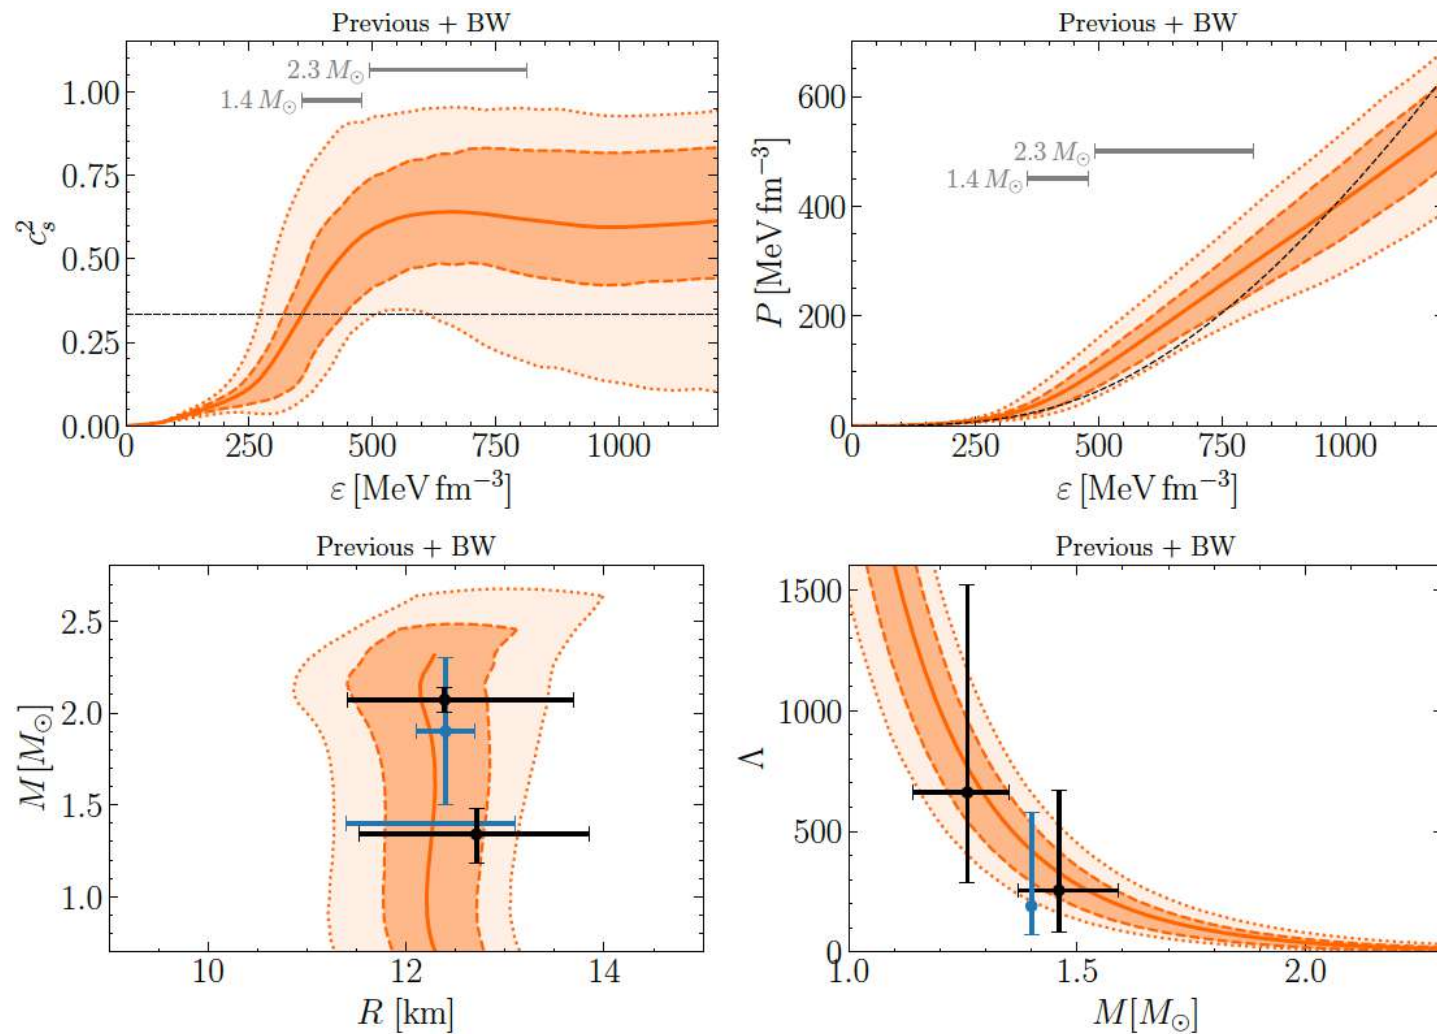 Previous + BW
2.3 M⊙
1.4 M⊙
1.00
0.75
0.50
0.25
0.00
c_s^2
0 250 500 750 1000
ε [MeV fm⁻³]
Previous + BW
2.3 M⊙
1.4 M⊙
600
400
200
0
P [MeV fm⁻³]
0 250 500 750 1000
ε [MeV fm⁻³]
Previous + BW
2.5
2.0
1.5
1.0
M [M⊙]
10 12 14
R [km]
Previous + BW
1500
1000
500
0
Λ
1.0 1.5 2.0
M[M⊙]